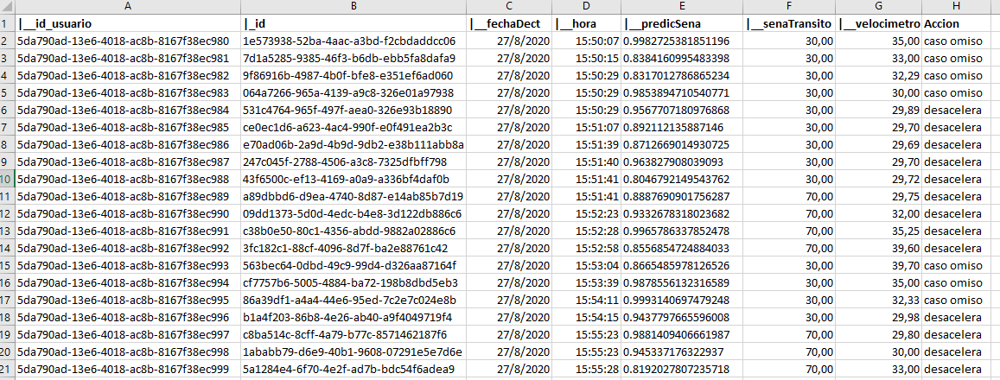 A B C D E F G H
1 |__id_usuario |_id |__fechaDect |__hora |__predicSena |__senaTransito |__velocimetro Accion
2 5da790ad-13e6-4018-ac8b-8167f38ec980 1e573938-52ba-4aac-a3bd-f2cbdaddcc06 27/8/2020 15:50:07 0.9982725381851196 30,00 35,00 caso omiso
3 5da790ad-13e6-4018-ac8b-8167f38ec981 7d1a5285-9385-46f3-b6db-ebb5fa8dafa9 27/8/2020 15:50:15 0.8384160995483398 30,00 33,00 caso omiso
4 5da790ad-13e6-4018-ac8b-8167f38ec982 9f86916b-4987-4b0f-bfe8-e351ef6ad060 27/8/2020 15:50:29 0.8317012786865234 30,00 32,29 caso omiso
5 5da790ad-13e6-4018-ac8b-8167f38ec983 064a7266-965a-4139-a9c8-326e01a97938 27/8/2020 15:50:29 0.9853894710540771 30,00 30,00 caso omiso
6 5da790ad-13e6-4018-ac8b-8167f38ec984 531c4764-965f-497f-aea0-326e93b18890 27/8/2020 15:50:29 0.9567707180976868 30,00 29,89 desacelera
7 5da790ad-13e6-4018-ac8b-8167f38ec985 ce0ec1d6-a623-4ac4-990f-e0f491ea2b3c 27/8/2020 15:51:07 0.892112135887146 30,00 29,70 desacelera
8 5da790ad-13e6-4018-ac8b-8167f38ec986 e70ad06b-2a9d-4b9d-9db2-e38b111abb8a 27/8/2020 15:51:39 0.8712669014930725 30,00 29,69 desacelera
9 5da790ad-13e6-4018-ac8b-8167f38ec987 247c045f-2788-4506-a3c8-7325dfbff798 27/8/2020 15:51:40 0.963827908039093 30,00 29,70 desacelera
10 5da790ad-13e6-4018-ac8b-8167f38ec988 43f6500c-ef13-4169-a0a9-a336bf4daf0b 27/8/2020 15:51:41 0.8046792149543762 30,00 29,72 desacelera
11 5da790ad-13e6-4018-ac8b-8167f38ec989 a89dbbd6-d9ea-4740-8d87-e14ab85b7d19 27/8/2020 15:51:41 0.8887690901756287 70,00 29,75 desacelera
12 5da790ad-13e6-4018-ac8b-8167f38ec990 09dd1373-5d0d-4edc-b4e8-3d122db886c6 27/8/2020 15:52:23 0.9332678318023682 70,00 32,00 desacelera
13 5da790ad-13e6-4018-ac8b-8167f38ec991 c38b0e50-80c1-4356-abdd-9882a02886c6 27/8/2020 15:52:28 0.9965786337852478 70,00 35,25 desacelera
14 5da790ad-13e6-4018-ac8b-8167f38ec992 3fc182c1-88cf-4096-8d7f-ba2e88761c42 27/8/2020 15:52:58 0.8556854724884033 70,00 39,60 desacelera
15 5da790ad-13e6-4018-ac8b-8167f38ec993 563bec64-0dbd-49c9-99d4-d326aa87164f 27/8/2020 15:53:04 0.8665485978126526 30,00 39,70 caso omiso
16 5da790ad-13e6-4018-ac8b-8167f38ec994 cf7757b6-5005-4884-ba72-198b8dbd5eb3 27/8/2020 15:53:39 0.9878556132316589 30,00 35,00 caso omiso
17 5da790ad-13e6-4018-ac8b-8167f38ec995 86a39df1-a4a4-44e6-95ed-7c2e7c024e8b 27/8/2020 15:54:11 0.9993140697479248 30,00 32,33 caso omiso
18 5da790ad-13e6-4018-ac8b-8167f38ec996 b1a4f203-86b8-4e26-ab40-a9f4049719f4 27/8/2020 15:54:15 0.9437797665596008 30,00 29,98 desacelera
19 5da790ad-13e6-4018-ac8b-8167f38ec997 c8ba514c-8cff-4a79-b77c-8571462187f6 27/8/2020 15:55:23 0.9881409406661987 70,00 29,80 desacelera
20 5da790ad-13e6-4018-ac8b-8167f38ec998 1ababb79-d6e9-40b1-9608-07291e5e7d6e 27/8/2020 15:55:23 0.945337176322937 70,00 30,00 desacelera
21 5da790ad-13e6-4018-ac8b-8167f38ec999 5a1284e4-6f70-4e2f-ad7b-bdc54f6adea9 27/8/2020 15:55:28 0.8192027807235718 70,00 33,00 desacelera